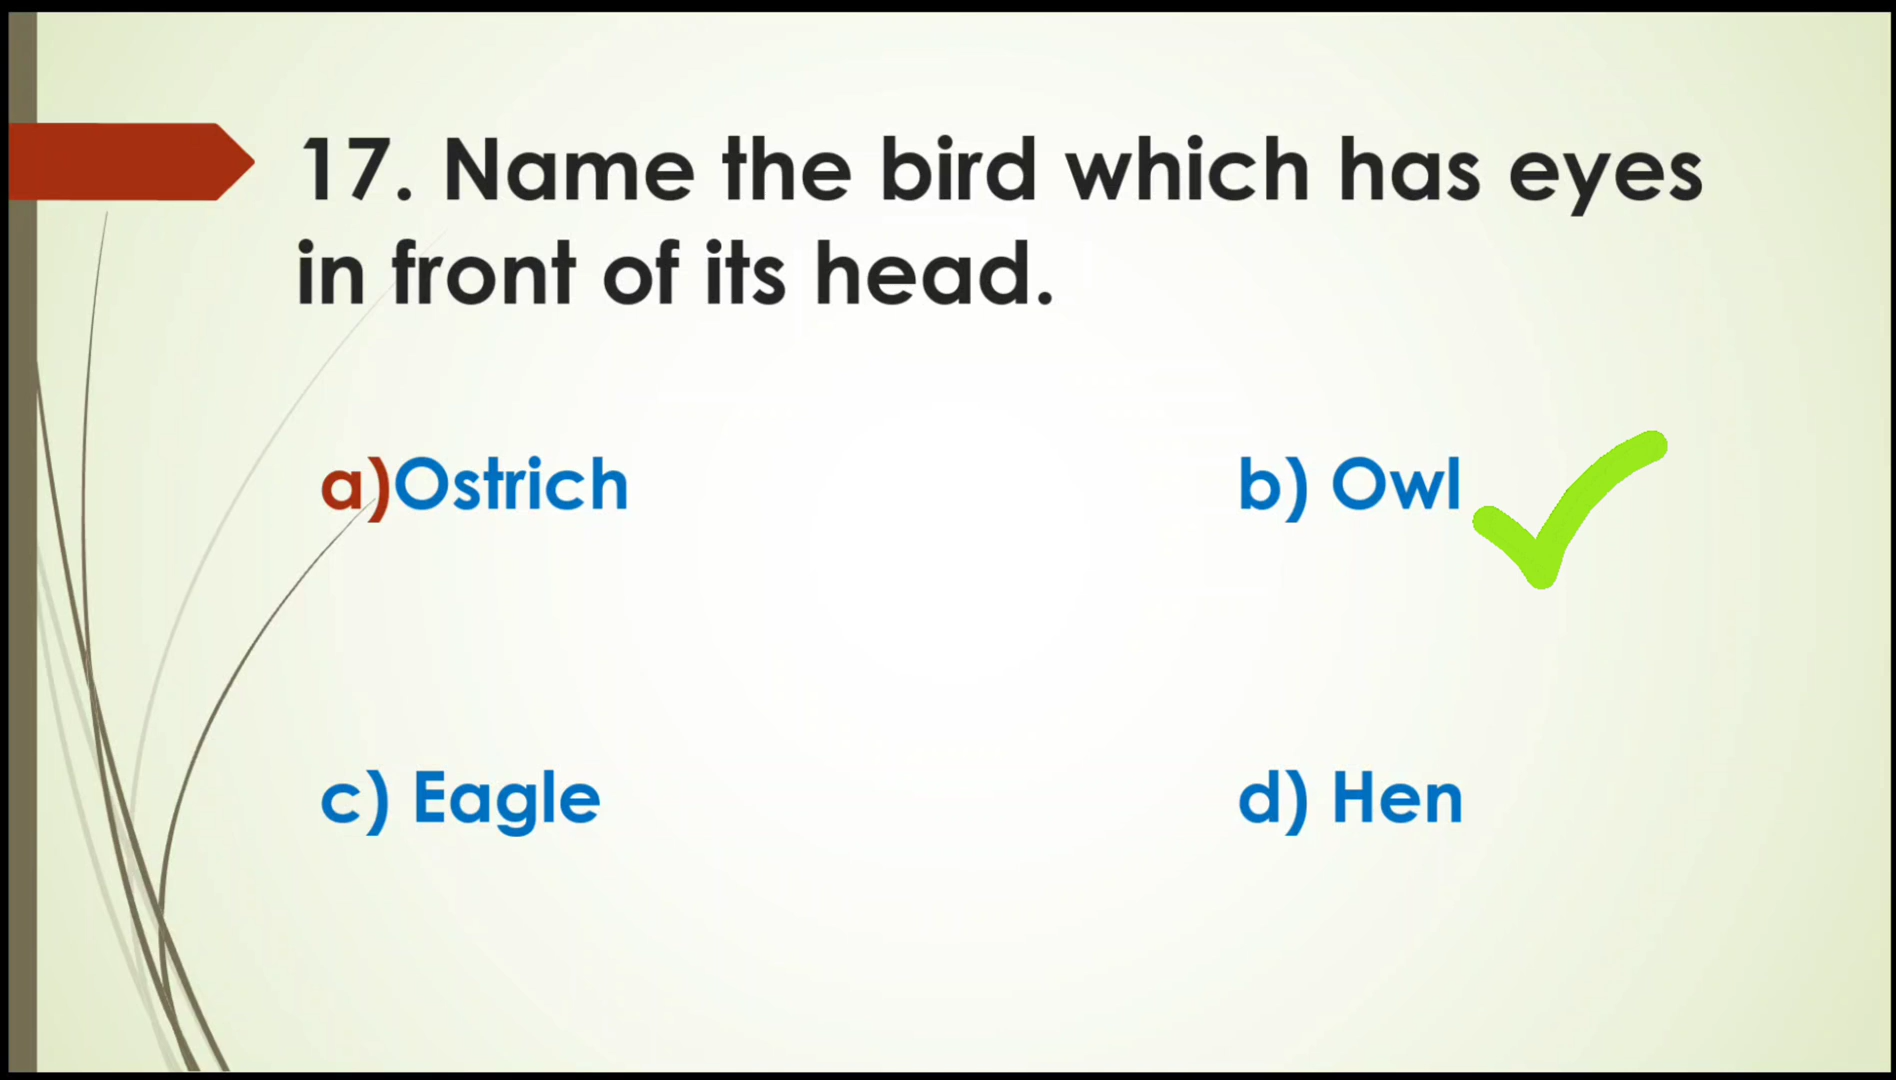 17. Name the bird which has eyes
in front of its head.
a)Ostrich
b) Owl
c) Eagle
d) Hen